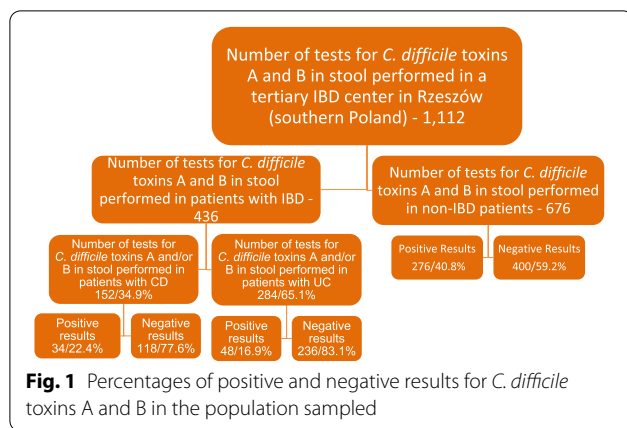 Number of tests for C. difficile toxins
A and B in stool performed in a
tertiary IBD center in Rzeszów
(southern Poland) - 1,112
Number of tests for C. difficile
toxins A and B in stool
performed in patients with IBD -
436
Number of tests for C. difficile
toxins A and B in stool performed
in non-IBD patients - 676
Number of tests for
C. difficile toxins A and/or
B in stool performed in
patients with CD
152/34.9%
Number of tests for
C. difficile toxins A and/or
B in stool performed in
patients with UC
284/65.1%
Positive Results
276/40.8%
Negative Results
400/59.2%
Positive
results
34/22.4%
Negative
results
118/77.6%
Positive
results
48/16.9%
Negative
results
236/83.1%
Fig. 1 Percentages of positive and negative results for C. difficile
toxins A and B in the population sampled